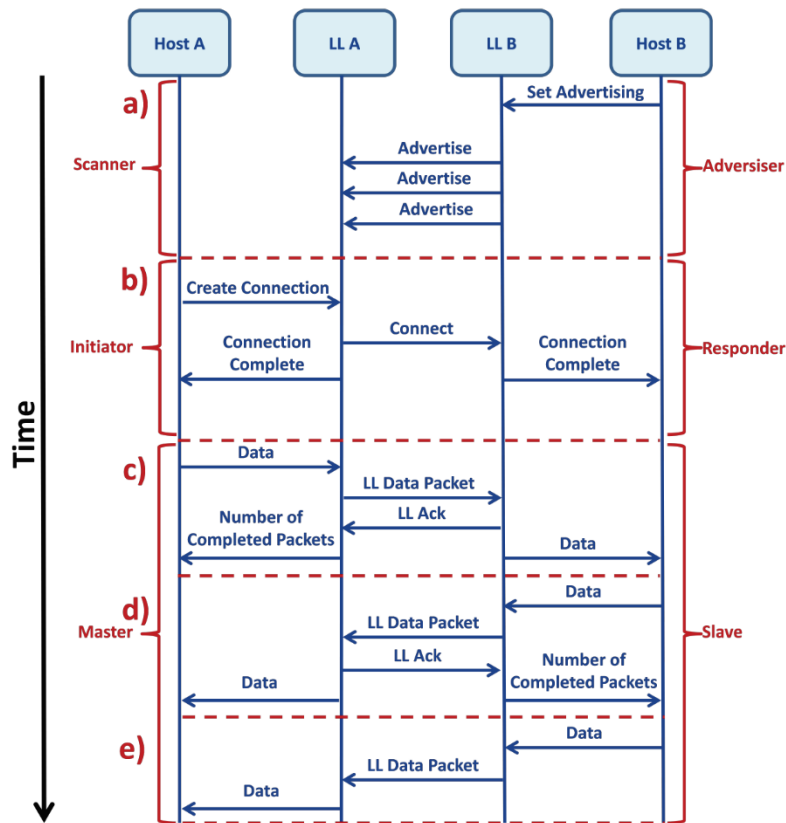 Host A
LL A
LL B
Host B
a)
Set Advertising
Advertise
Scanner
Adversiser
Advertise
Advertise
b)
Create Connection
Connect
Initiator
Connection
Complete
Connection
Complete
Responder
Time
Data
c)
LL Data Packet
LL Ack
Number of
Completed Packets
Data
d)
Data
LL Data Packet
Master
Slave
LL Ack
Number of
Completed Packets
Data
e)
Data
LL Data Packet
Data